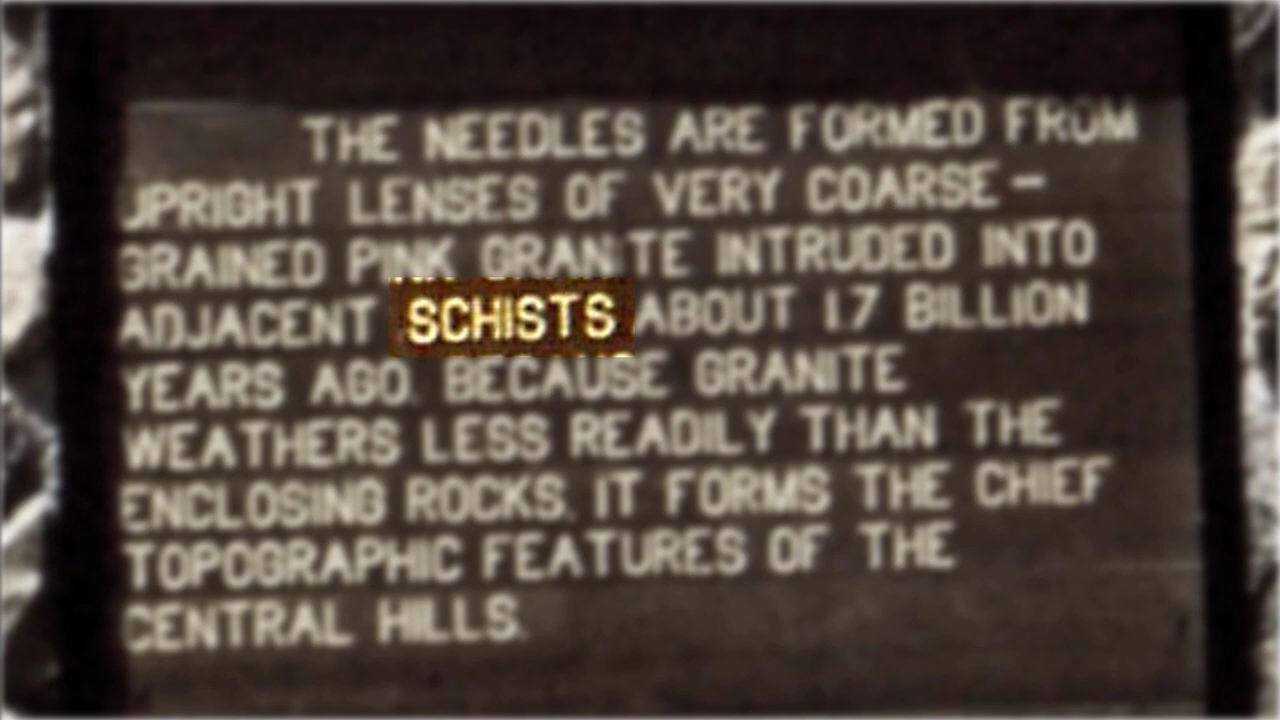 THE NEEDLES ARE FORMED FROM
UPRIGHT LENSES OF VERY COARSE-
GRAINED PINK GRANITE INTRUDED INTO
ADJACENT SCHISTS ABOUT 1.7 BILLION
YEARS AGO. BECAUSE GRANITE
WEATHERS LESS READILY THAN THE
ENCLOSING ROCKS, IT FORMS THE CHIEF
TOPOGRAPHIC FEATURES OF THE
CENTRAL HILLS.